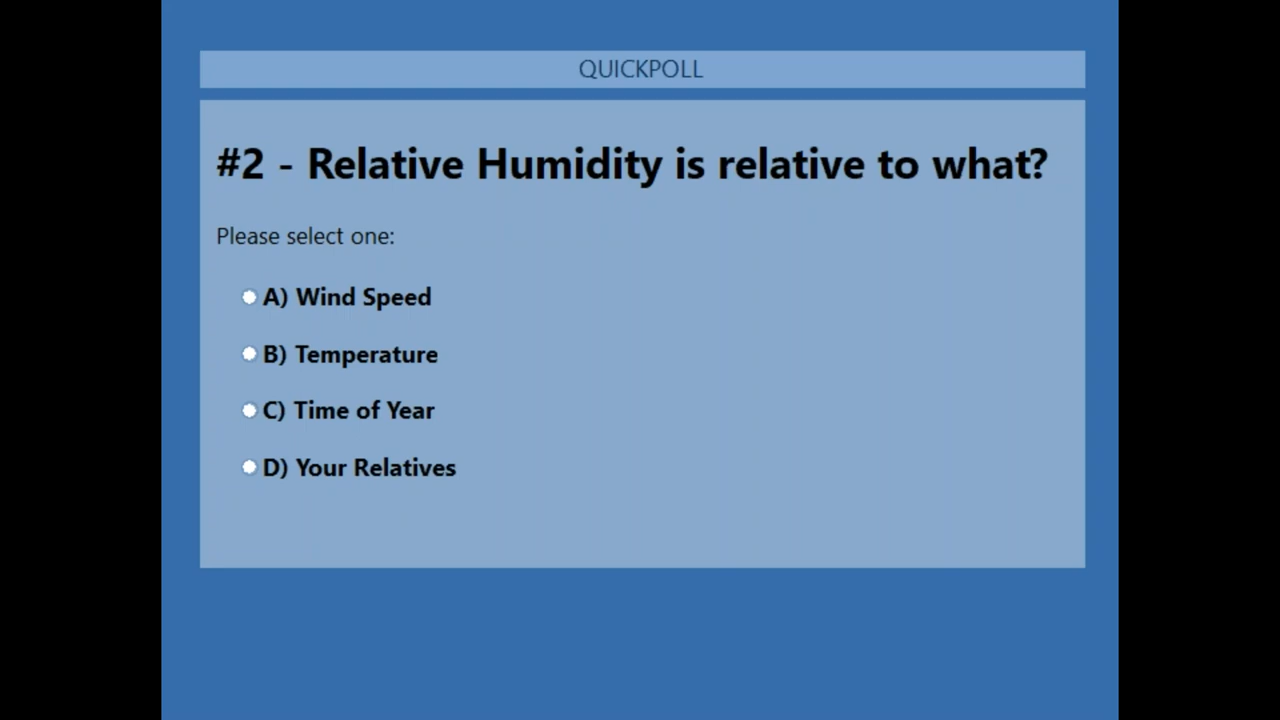 QUICKPOLL
#2 - Relative Humidity is relative to what?
Please select one:
A) Wind Speed
B) Temperature
C) Time of Year
D) Your Relatives